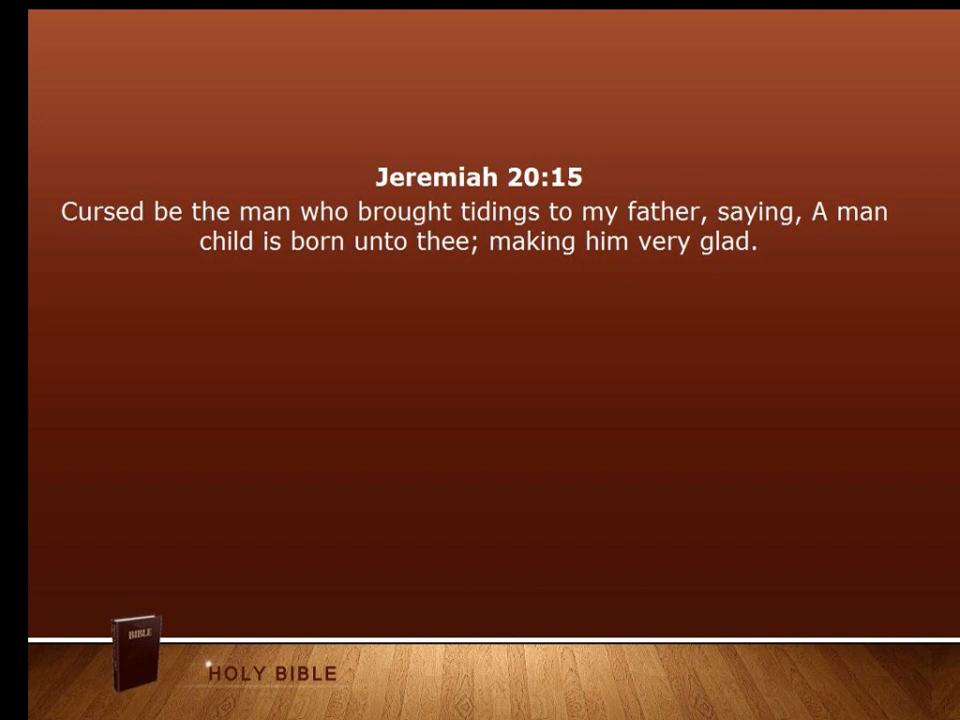 Jeremiah 20:15
Cursed be the man who brought tidings to my father, saying, A man
child is born unto thee; making him very glad.
BIBLE
HOLY BIBLE